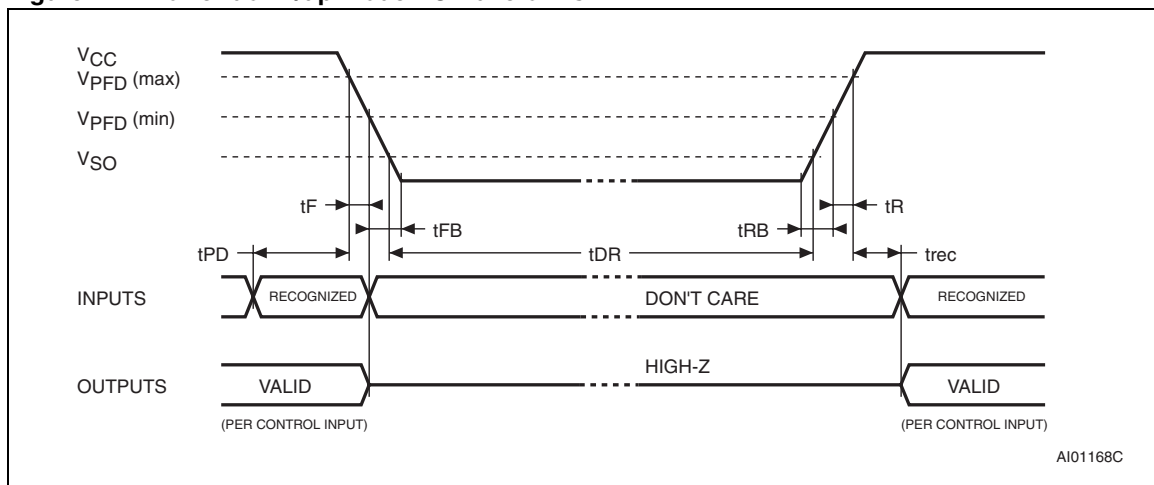 VCC
VPFD (max)
VPFD (min)
VSO
tF
tFB
tR
tRB
tPD
tDR
trec
INPUTS
RECOGNIZED
DON'T CARE
RECOGNIZED
HIGH-Z
OUTPUTS
VALID
VALID
(PER CONTROL INPUT)
(PER CONTROL INPUT)
AI01168C